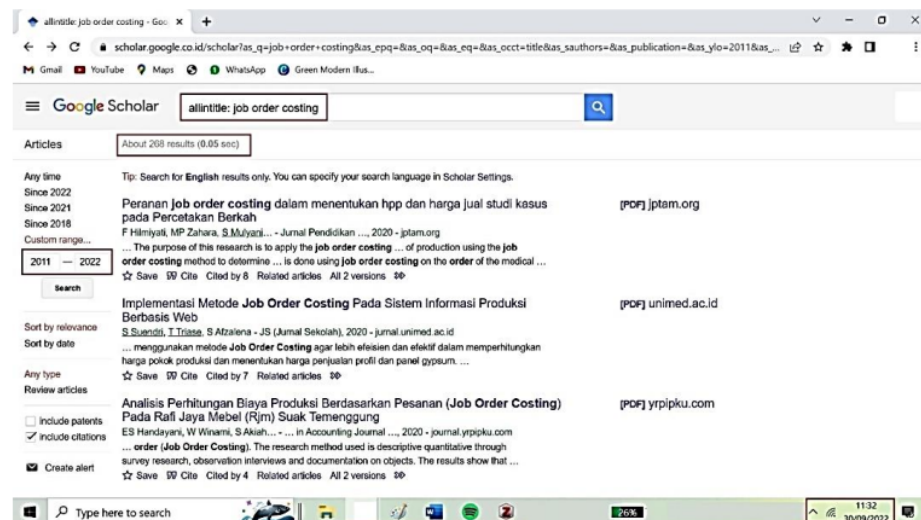 allintitle: job order costing - Goo
scholar.google.co.id/scholar?as_q=job+order+costing&as_epq=&as_oq=&as_eq=&as_occt=title&as_sauthors=&as_publication=&as_ylo=2011&as_...
Gmail YouTube Maps WhatsApp Green Modern Illus...
Google Scholar
allintitle: job order costing
Articles
About 268 results (0.05 sec)
Any time
Since 2022
Since 2021
Since 2018
Custom range...
2011 — 2022
Search
Sort by relevance
Sort by date
Any type
Review articles
include patents
include citations
Create alert
Tip: Search for English results only. You can specify your search language in Scholar Settings.
Peranan job order costing dalam menentukan hpp dan harga jual studi kasus
pada Percetakan Berkah
F Hilmiyati, MP Zahara, S Mulyani... - Jurnal Pendidikan ..., 2020 - jptam.org
... The purpose of this research is to apply the job order costing ... of production using the job
order costing method to determine ... is done using job order costing on the order of the medical ...
Save Cite Cited by 8 Related articles All 2 versions
[PDF] jptam.org
Implementasi Metode Job Order Costing Pada Sistem Informasi Produksi
Berbasis Web
S Suendri, T Triase, S Afzalena - JS (Jurnal Sekolah), 2020 - jurnal.unimed.ac.id
... menggunakan metode Job Order Costing agar lebih efeisien dan efektif dalam memperhitungkan
harga pokok produksi dan menentukan harga penjualan profil dan panel gypsum. ...
Save Cite Cited by 7 Related articles
[PDF] unimed.ac.id
Analisis Perhitungan Biaya Produksi Berdasarkan Pesanan (Job Order Costing)
Pada Rafi Jaya Mebel (Rjm) Suak Temenggung
ES Handayani, W Winarni, S Akiah... - ... in Accounting Journal ..., 2020 - journal.yrpipku.com
... order (Job Order Costing). The research method used is descriptive quantitative through
survey research, observation interviews and documentation on objects. The results show that ...
Save Cite Cited by 4 Related articles All 2 versions
[PDF] yrpipku.com
Type here to search
26%
11:32
30/09/2022